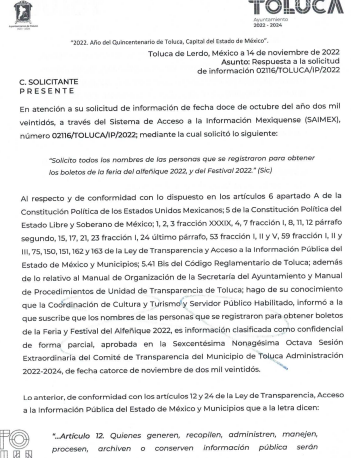 TOLUCA
Ayuntamiento
2022 - 2024
"2022. Año del Quincentenario de Toluca, Capital del Estado de México".
Toluca de Lerdo, México a 14 de noviembre de 2022
Asunto: Respuesta a la solicitud
de información 02116/TOLUCA/IP/2022
C. SOLICITANTE
P R E S E N T E
En atención a su solicitud de información de fecha doce de octubre del año dos mil
veintidós, a través del Sistema de Acceso a la Información Mexiquense (SAIMEX),
número 02116/TOLUCA/IP/2022; mediante la cual solicitó lo siguiente:
"Solicito todos los nombres de las personas que se registraron para obtener
los boletos de la feria del alfeñique 2022, y del Festival 2022." (Sic)
Al respecto y de conformidad con lo dispuesto en los artículos 6 apartado A de la
Constitución Política de los Estados Unidos Mexicanos; 5 de la Constitución Política del
Estado Libre y Soberano de México; 1, 2, 3 fracción XXXIX, 4, 7 fracción I, 8, 11, 12 párrafo
segundo, 15, 17, 21, 23 fracción I, 24 último párrafo, 53 fracción I, II y V, 59 fracción I, II y
III, 75, 150, 151, 162 y 163 de la Ley de Transparencia y Acceso a la Información Pública del
Estado de México y Municipios; 5.41 Bis del Código Reglamentario de Toluca; además
de lo relativo al Manual de Organización de la Secretaría del Ayuntamiento y Manual
de Procedimientos de Unidad de Transparencia de Toluca; hago de su conocimiento
que la Coordinación de Cultura y Turismo y Servidor Público Habilitado, informó a la
que suscribe que los nombres de las personas que se registraron para obtener boletos
de la Feria y Festival del Alfeñique 2022, es información clasificada como confidencial
de forma parcial, aprobada en la Sexcentésima Nonagésima Octava Sesión
Extraordinaria del Comité de Transparencia del Municipio de Toluca Administración
2022-2024, de fecha catorce de noviembre de dos mil veintidós.
Lo anterior, de conformidad con los artículos 12 y 24 de la Ley de Transparencia, Acceso
a la Información Pública del Estado de México y Municipios que a la letra dicen:
"...Artículo 12. Quienes generen, recopilen, administren, manejen,
procesen, archiven o conserven información pública serán